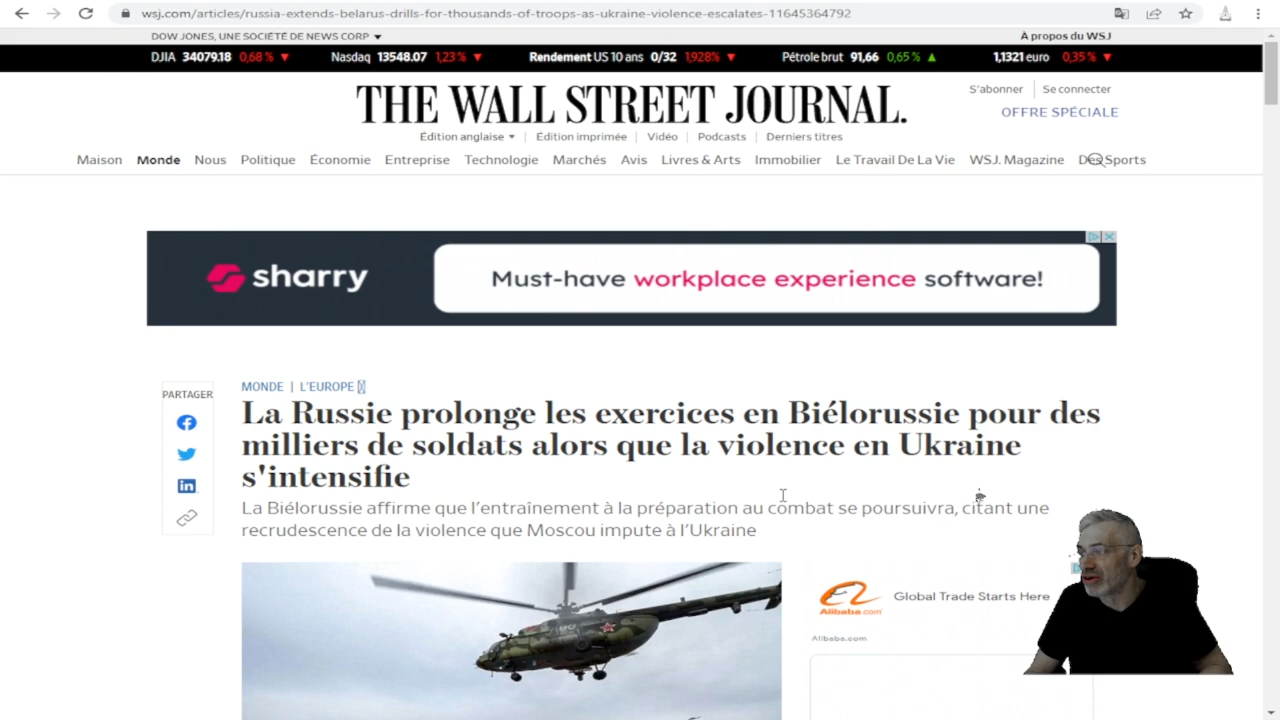 wsj.com/articles/russia-extends-belarus-drills-for-thousands-of-troops-as-ukraine-violence-escalates-11645364792
DOW JONES, UNE SOCIÉTÉ DE NEWS CORP
À propos du WSJ
DJIA 34079.18 0,68 % Nasdaq 13548.07 1,23 % Rendement US 10 ans 0/32 1,928% Pétrole brut 91,66 0,65 % 1,1321 euro 0,35 %
THE WALL STREET JOURNAL.
S'abonner Se connecter
OFFRE SPÉCIALE
Édition anglaise Édition imprimée Vidéo Podcasts Derniers titres
Maison Monde Nous Politique Économie Entreprise Technologie Marchés Avis Livres & Arts Immobilier Le Travail De La Vie WSJ. Magazine Des Sports
sharry
Must-have workplace experience software!
PARTAGER
MONDE | L'EUROPE
La Russie prolonge les exercices en Biélorussie pour des
milliers de soldats alors que la violence en Ukraine
s'intensifie
La Biélorussie affirme que l'entraînement à la préparation au combat se poursuivra, citant une
recrudescence de la violence que Moscou impute à l'Ukraine
Alibaba.com
Global Trade Starts Here
Alibaba.com